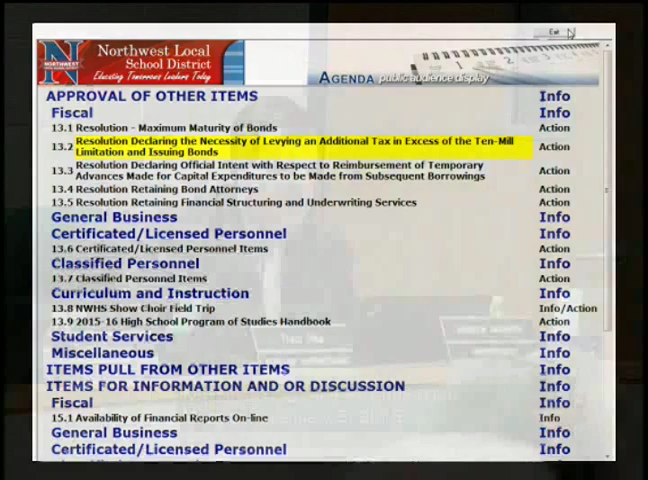 Exit
N
NORTHWEST
Northwest Local
School District
Educating Tomorrows Leaders Today
AGENDA public audience display
APPROVAL OF OTHER ITEMS Info
Fiscal Info
13.1 Resolution - Maximum Maturity of Bonds Action
13.2 Resolution Declaring the Necessity of Levying an Additional Tax in Excess of the Ten-Mill
Limitation and Issuing Bonds Action
13.3 Resolution Declaring Official Intent with Respect to Reimbursement of Temporary
Advances Made for Capital Expenditures to be Made from Subsequent Borrowings Action
13.4 Resolution Retaining Bond Attorneys Action
13.5 Resolution Retaining Financial Structuring and Underwriting Services Action
General Business Info
Certificated/Licensed Personnel Info
13.6 Certificated/Licensed Personnel Items Action
Classified Personnel Info
13.7 Classified Personnel Items Action
Curriculum and Instruction Info
13.8 NWHS Show Choir Field Trip Info/Action
13.9 2015-16 High School Program of Studies Handbook Action
Student Services Info
Miscellaneous Info
ITEMS PULL FROM OTHER ITEMS Info
ITEMS FOR INFORMATION AND OR DISCUSSION Info
Fiscal Info
15.1 Availability of Financial Reports On-line Info
General Business Info
Certificated/Licensed Personnel Info